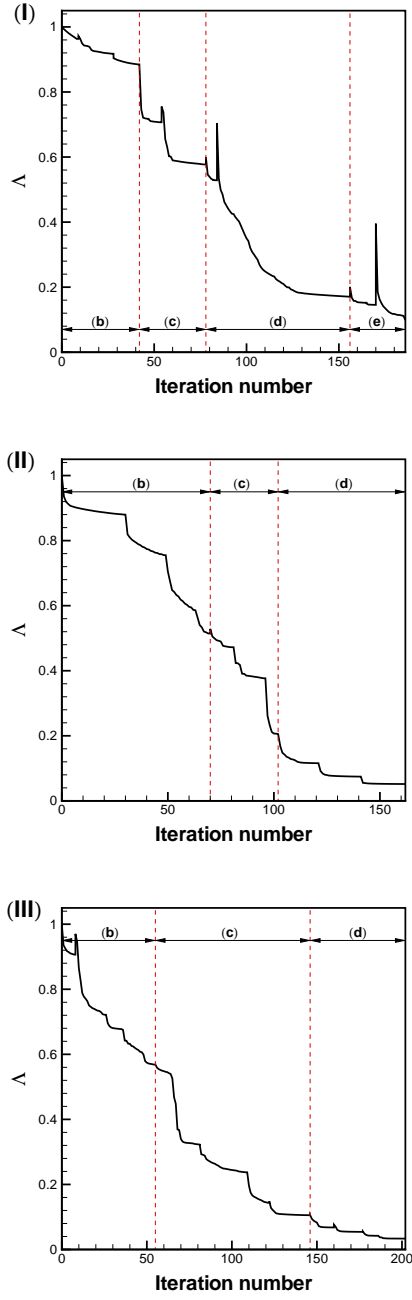 (I)
1
0.8
0.6
Λ
0.4
0.2
(b) (c) (d) (e)
0
0 50 100 150
Iteration number
(II)
1
(b) (c) (d)
0.8
0.6
Λ
0.4
0.2
0
0 50 100
Iteration number
(III)
1
(b) (c) (d)
0.8
0.6
Λ
0.4
0.2
0
0 50 100 150 200
Iteration number